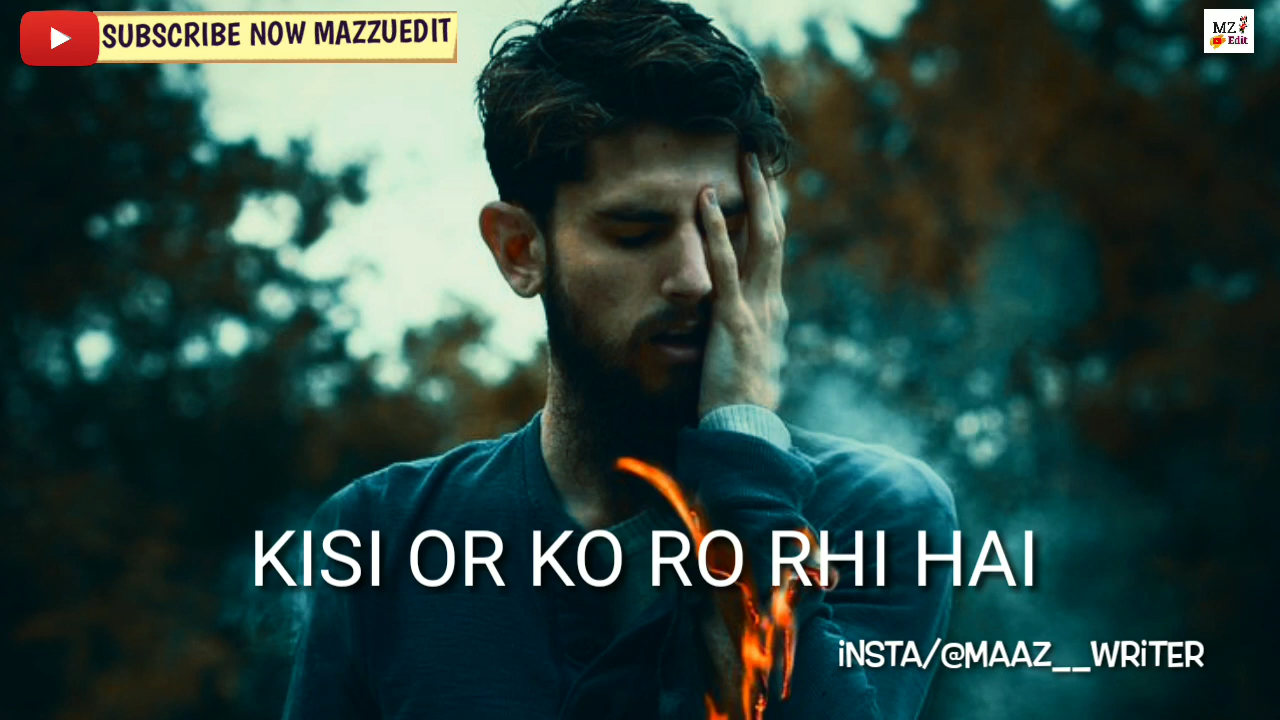 SUBSCRIBE NOW MAZZUEDIT
MZ
Edit
KISI OR KO RO RHI HAI
iNSTA/@MAAZ__WRiTER